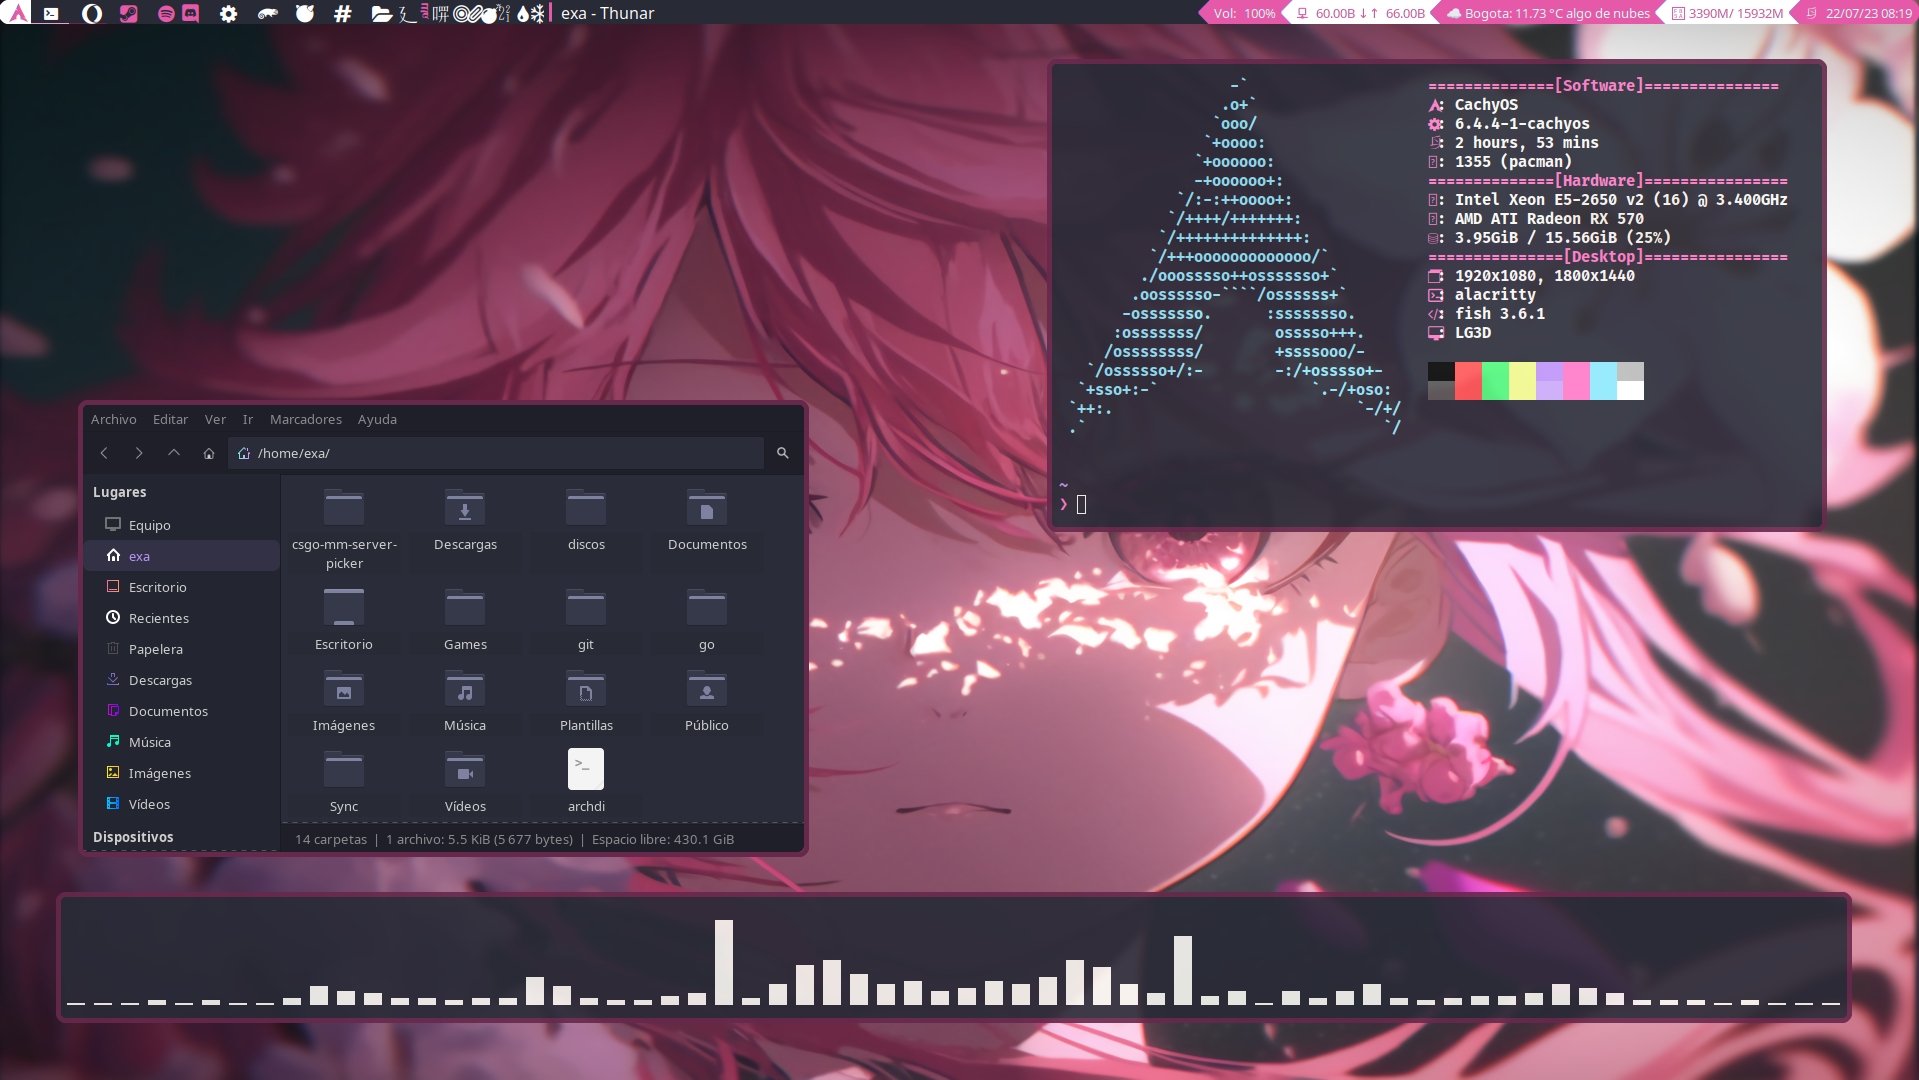 exa - Thunar
Vol: 100%
60.00B ↓↑ 66.00B
Bogota: 11.73 °C algo de nubes
3390M/ 15932M
22/07/23 08:19
==============[Software]===============
: CachyOS
: 6.4.4-1-cachyos
: 2 hours, 53 mins
: 1355 (pacman)
==============[Hardware]================
: Intel Xeon E5-2650 v2 (16) @ 3.400GHz
: AMD ATI Radeon RX 570
: 3.95GiB / 15.56GiB (25%)
===============[Desktop]================
: 1920x1080, 1800x1440
: alacritty
: fish 3.6.1
: LG3D
~
❯
Archivo Editar Ver Ir Marcadores Ayuda
/home/exa/
Lugares
Equipo
exa
Escritorio
Recientes
Papelera
Descargas
Documentos
Música
Imágenes
Vídeos
Dispositivos
csgo-mm-server-
picker
Descargas
discos
Documentos
Escritorio
Games
git
go
Imágenes
Música
Plantillas
Público
Sync
Vídeos
archdi
14 carpetas | 1 archivo: 5.5 KiB (5 677 bytes) | Espacio libre: 430.1 GiB